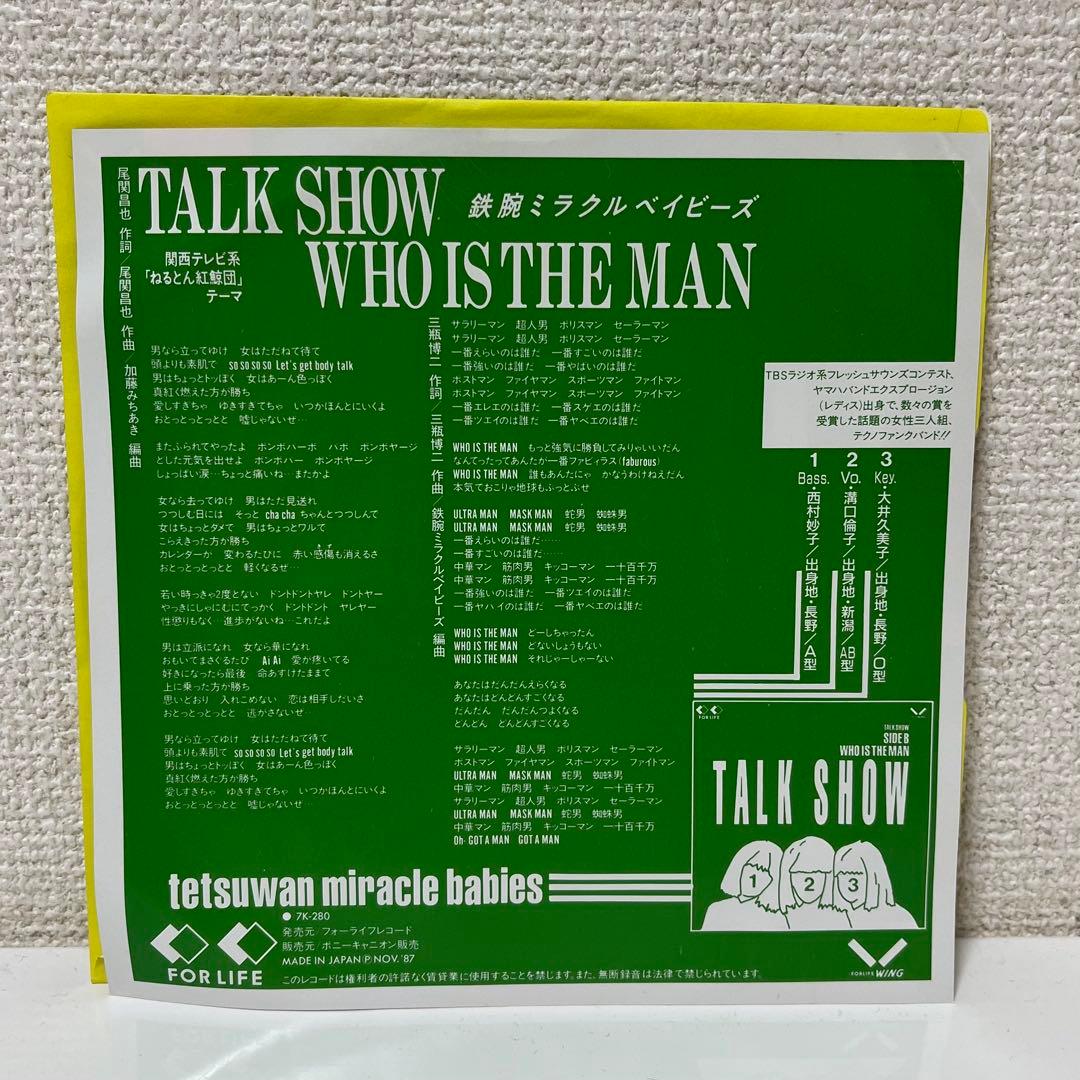 TALK SHOW
鉄腕ミラクルベイビーズ
WHO IS THE MAN
関西テレビ系
「ねるとん紅鯨団」
テーマ
尾関昌也 作詞/尾関昌也 作曲/加藤みちあき 編曲
男なら立ってゆけ 女はただねて待て
頭よりも素肌で so so so so Let's get body talk
男はちょっとトッぽく 女はあーん色っぽく
真紅く燃えた方が勝ち
愛しすきちゃ ゆきすきてちゃ いつかほんとにいくよ
おとっとっとっとと 嘘じゃないぜ…
またふられてやったよ ホンボハーボ ハボ ボンボヤージ
とした元気を出せよ ホンボハー ボンボヤージ
しょっぱい涙…ちょっと痛いね…またかよ
女なら去ってゆけ 男はただ見送れ
つつしむ日には そっと cha cha ちゃんとつつしんて
女はちょっとダメて 男はちょっとワルて
こらえきった方が勝ち
カレンダーか 変わるたひに 赤い感傷も消えるさ
おとっとっとっとと 軽くなるぜ…
若い時っきゃ2度とない ドントドントヤレ ドントヤー
やっきにしゃにむにてっかく ドントドント ヤレヤー
性懲りもなく…進歩がないね…これたよ
男は立派になれ 女なら華になれ
おもいてまさくるたひ Ai Ai 愛が疼いてる
好きになったら最後 命あすけたままて
上に乗った方か勝ち
思いどおり 入れこめない 恋は相手しだいさ
おとっとっとっとと 逃かさないぜ…
男なら立ってゆけ 女はたたねて待て
頭よりも素肌て so so so so Let's get body talk
男はちょっとトッぽく 女はあーん色っぽく
真紅く燃えた方が勝ち
愛しすきちゃ ゆきすきてちゃ いつかほんとにいくよ
おとっとっとっとと 嘘じゃないぜ…
三瓶博二 作詞/三瓶博二 作曲/鉄腕ミラクルベイビーズ 編曲
サラリーマン 超人男 ポリスマン セーラーマン
サラリーマン 超人男 ポリスマン セーラーマン
一番えらいのは誰だ 一番すごいのは誰だ
一番強いのは誰だ 一番やはいのは誰だ
ホストマン ファイヤマン スポーツマン ファイトマン
ホストマン ファイヤマン スポーツマン ファイトマン
一番エレエのは誰だ 一番スゲエのは誰だ
一番ツエイのは誰だ 一番ヤベエのは誰だ
WHO IS THE MAN もっと強気に勝負してみりゃいいだん
なんてったってあんたが一番ファビィラス (faburous)
WHO IS THE MAN 誰もあんたにゃ かなうわけねえだん
本気ておこりゃ地球もふっとぶせ
ULTRA MAN MASK MAN 蛇男 蜘蛛男
ULTRA MAN MASK MAN 蛇男 蜘蛛男
一番えらいのは誰だ……
一番すごいのは誰だ……
中華マン 筋肉男 キッコーマン 一十百千万
中華マン 筋肉男 キッコーマン 一十百千万
一番強いのは誰だ 一番ツエイのは誰だ
一番ヤハイのは誰だ 一番ヤベエのは誰だ
WHO IS THE MAN どーしちゃったん
WHO IS THE MAN どないしょうもない
WHO IS THE MAN それじゃーしゃーない
あなたはだんだんえらくなる
あなたはどんどんすごくなる
だんたん だんだんつよくなる
どんどん どんどんすごくなる
サラリーマン 超人男 ポリスマン セーラーマン
ホストマン ファイヤマン スポーツマン ファイトマン
ULTRA MAN MASK MAN 蛇男 蜘蛛男
中華マン 筋肉男 キッコーマン 一十百千万
サラリーマン 超人男 ポリスマン セーラーマン
ULTRA MAN MASK MAN 蛇男 蜘蛛男
中華マン 筋肉男 キッコーマン 一十百千万
Oh- GOT A MAN GOT A MAN
TBSラジオ系フレッシュサウンズコンテスト、
ヤマハバンドエクスプロージョン
(レディス)出身で、数々の賞を
受賞した話題の女性三人組、
テクノファンクバンド!!
1 Bass. 西村妙子/出身地・長野/A型
2 Vo.・溝口倫子/出身地・新潟/AB型
3 Key.・大井久美子/出身地・長野/O型
FOR LIFE
WING
TALK SHOW
SIDE B
WHO IS THE MAN
TALK SHOW
1 2 3
tetsuwan miracle babies
● 7K-280
発売元/フォーライフレコード
販売元/ポニーキャニオン販売
MADE IN JAPAN Ⓟ NOV. '87
FOR LIFE
FORLIFE WING
このレコードは権利者の許諾なく賃貸業に使用することを禁じます。また、無断録音は法律で禁じられています。